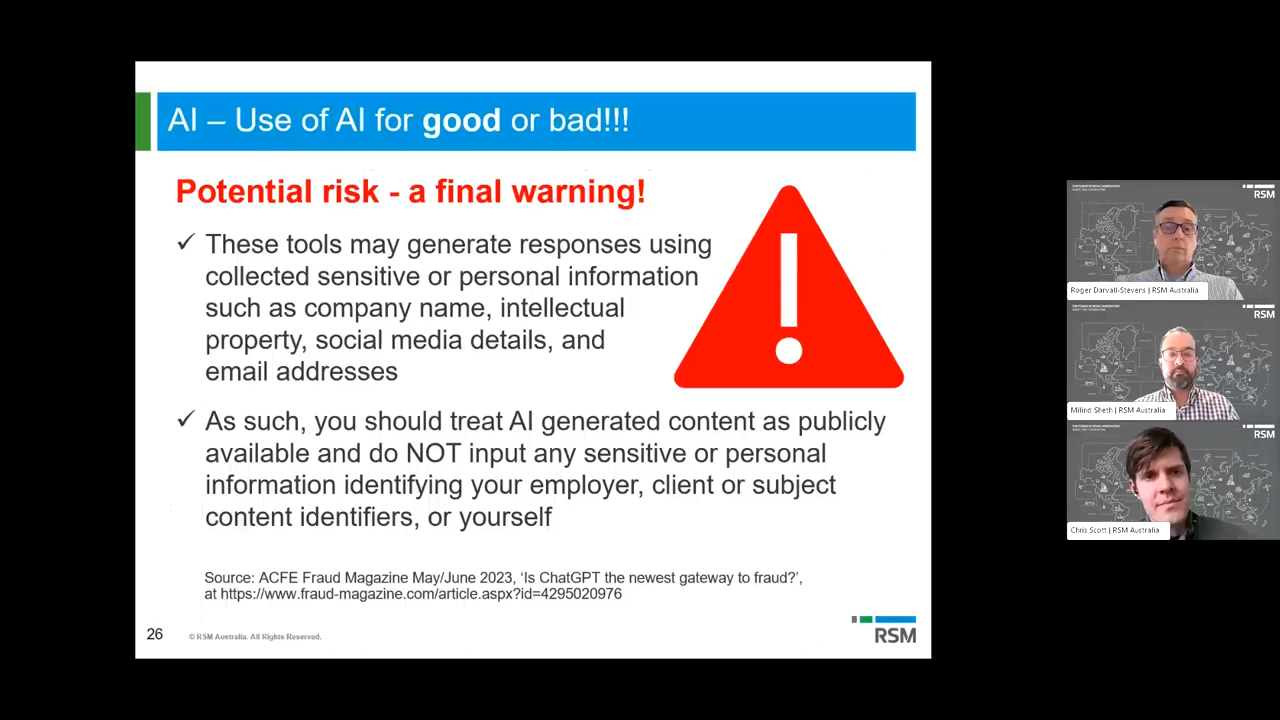 AI – Use of AI for good or bad!!!
Potential risk - a final warning!
✓ These tools may generate responses using
collected sensitive or personal information
such as company name, intellectual
property, social media details, and
email addresses
✓ As such, you should treat AI generated content as publicly
available and do NOT input any sensitive or personal
information identifying your employer, client or subject
content identifiers, or yourself
Source: ACFE Fraud Magazine May/June 2023, ‘Is ChatGPT the newest gateway to fraud?’,
at https://www.fraud-magazine.com/article.aspx?id=4295020976
26
© RSM Australia. All Rights Reserved.
RSM
RSM
Roger Darvall-Stevens | RSM Australia
RSM
Milind Sheth | RSM Australia
RSM
Chris Scott | RSM Australia